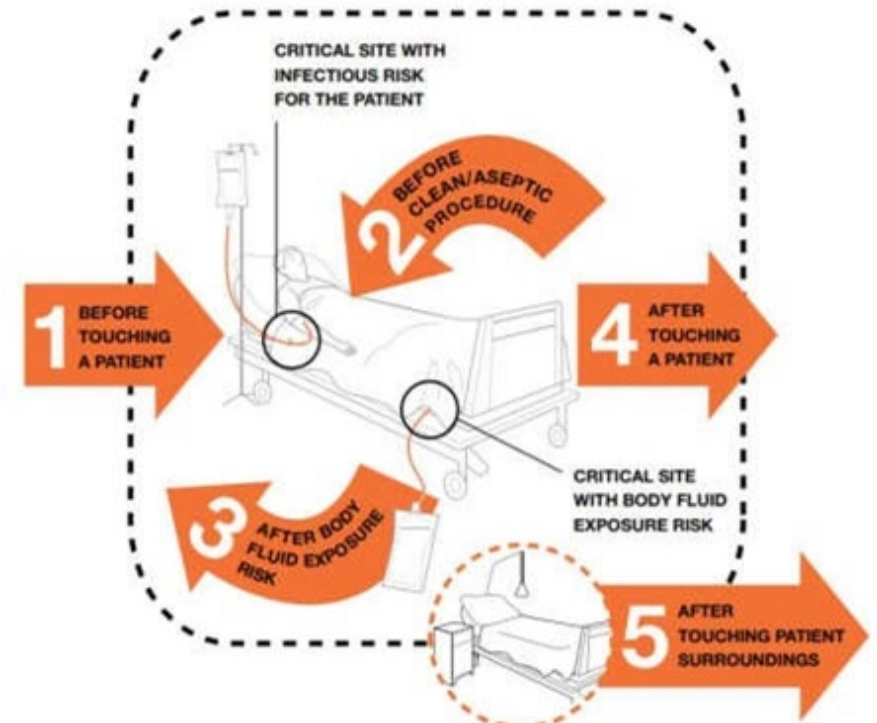 CRITICAL SITE WITH
INFECTIOUS RISK
FOR THE PATIENT
2
BEFORE
CLEAN/ASEPTIC
PROCEDURE
1
BEFORE
TOUCHING
A PATIENT
4
AFTER
TOUCHING
A PATIENT
CRITICAL SITE
WITH BODY FLUID
EXPOSURE RISK
3
AFTER BODY
FLUID EXPOSURE
RISK
5
AFTER
TOUCHING PATIENT
SURROUNDINGS